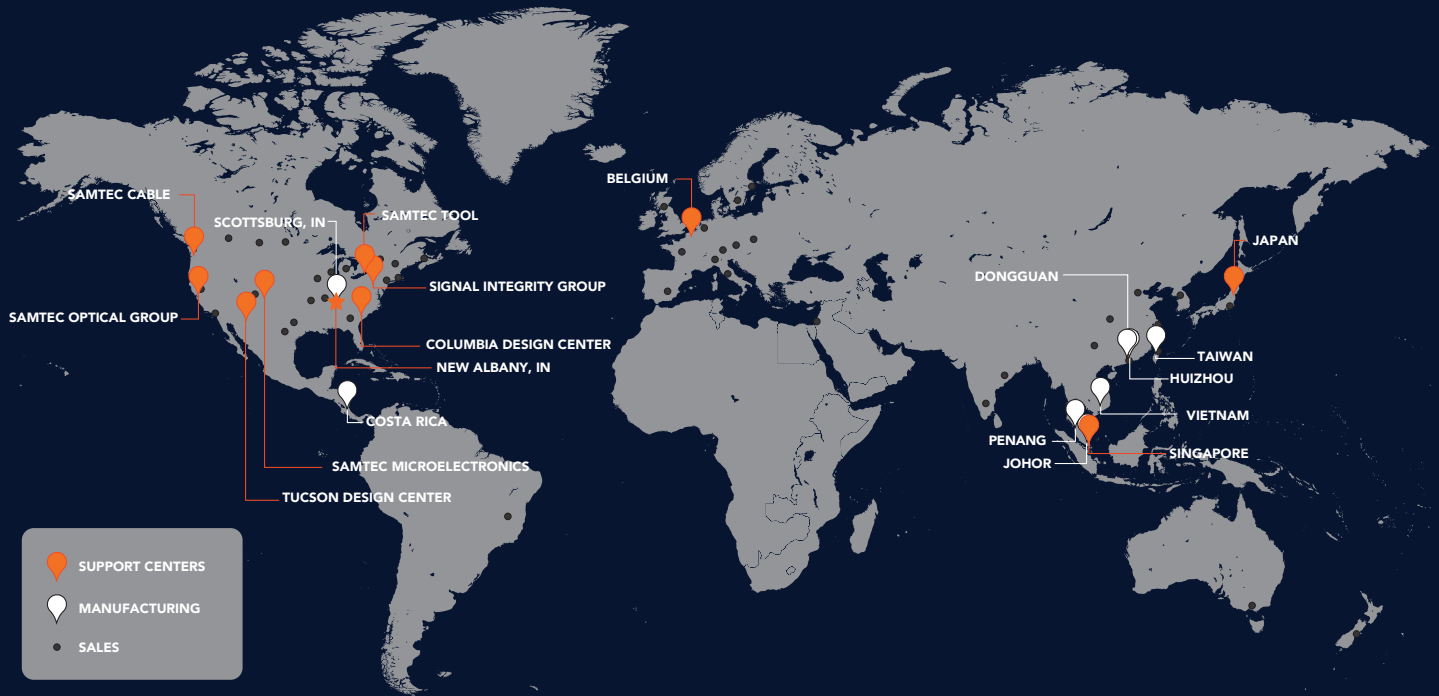 BELGIUM
SAMTEC CABLE
SAMTEC TOOL
SCOTTSBURG, IN
JAPAN
DONGGUAN
SIGNAL INTEGRITY GROUP
SAMTEC OPTICAL GROUP
COLUMBIA DESIGN CENTER
TAIWAN
NEW ALBANY, IN
HUIZHOU
VIETNAM
COSTA RICA
PENANG
SINGAPORE
JOHOR
SAMTEC MICROELECTRONICS
TUCSON DESIGN CENTER
SUPPORT CENTERS
MANUFACTURING
SALES